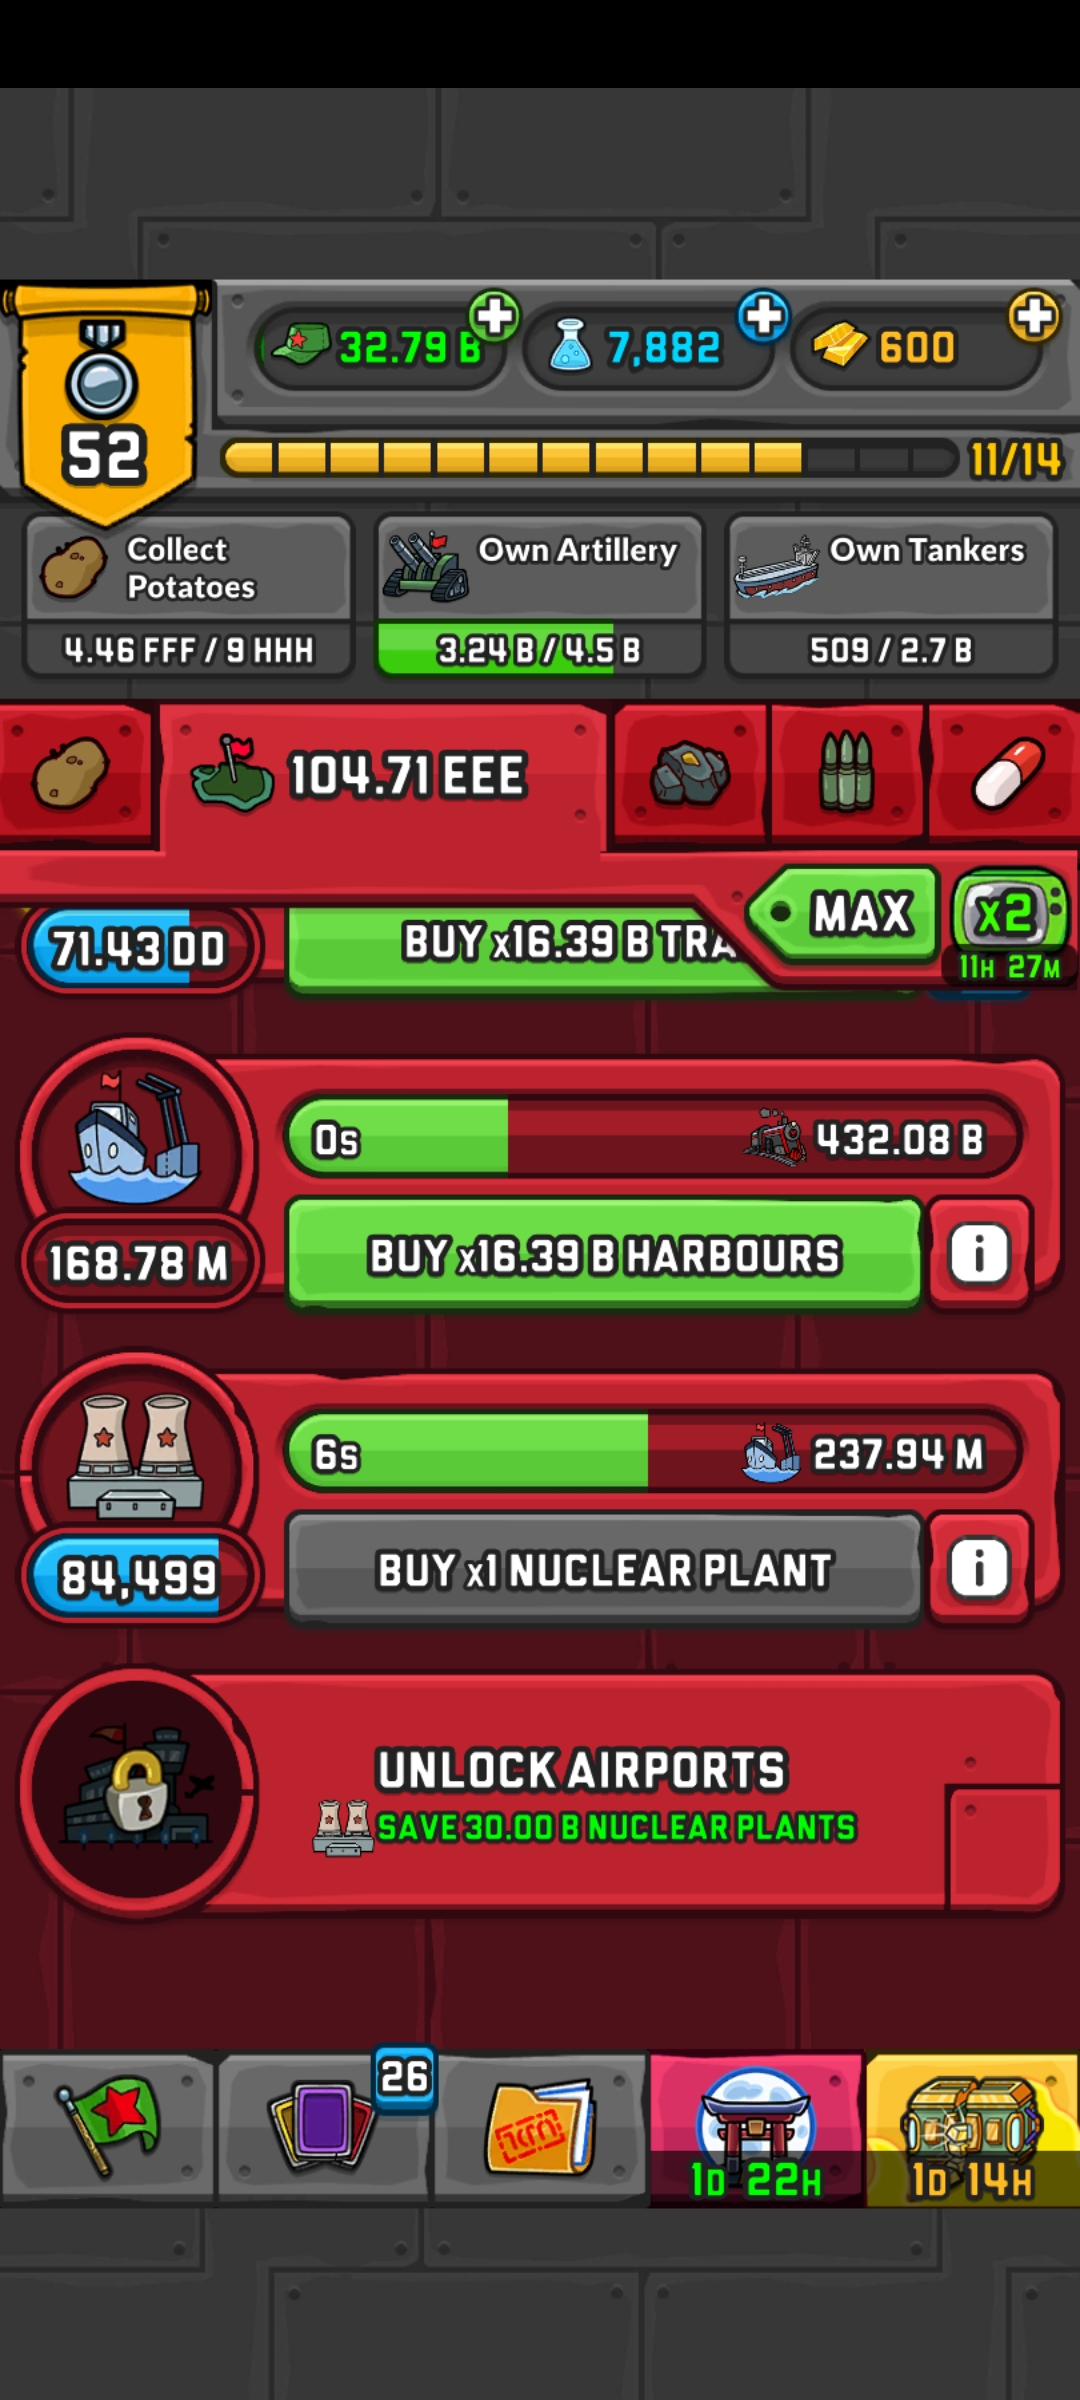 32.79 B
7,882
600
52
11/14
Collect
Potatoes
4.46 FFF / 9 HHH
Own Artillery
3.24 B / 4.5 B
Own Tankers
509 / 2.7 B
104.71 EEE
MAX
x2
11H 27M
71.43 DD
BUY x16.39 B TRA
0s
432.08 B
168.78 M
BUY x16.39 B HARBOURS
i
6s
237.94 M
84,499
BUY x1 NUCLEAR PLANT
i
UNLOCK AIRPORTS
SAVE 30.00 B NUCLEAR PLANTS
26
1D 22H
1D 14H